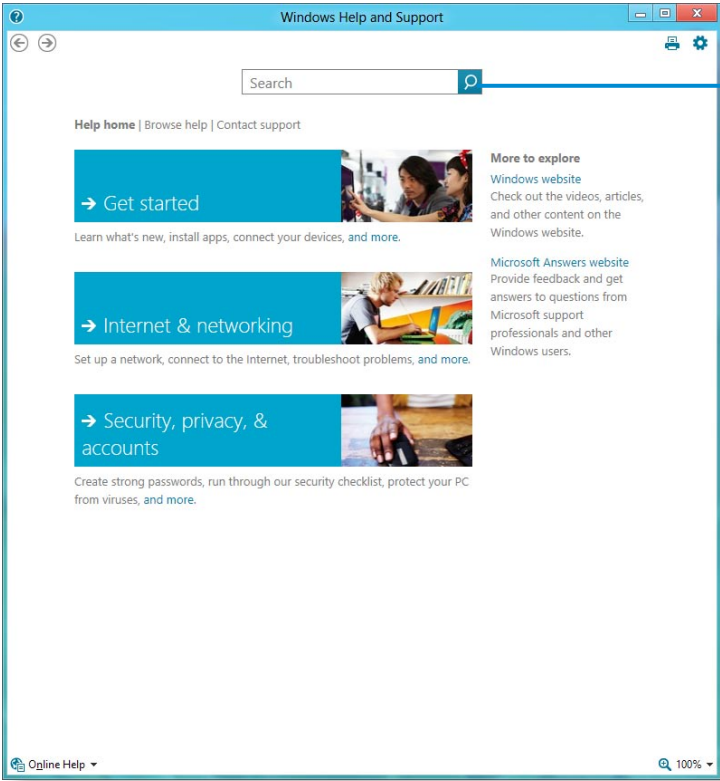 Windows Help and Support
Search
Help home | Browse help | Contact support
→ Get started
Learn what's new, install apps, connect your devices, and more.
→ Internet & networking
Set up a network, connect to the Internet, troubleshoot problems, and more.
→ Security, privacy, &
accounts
Create strong passwords, run through our security checklist, protect your PC
from viruses, and more.
More to explore
Windows website
Check out the videos, articles,
and other content on the
Windows website.
Microsoft Answers website
Provide feedback and get
answers to questions from
Microsoft support
professionals and other
Windows users.
Online Help
100%